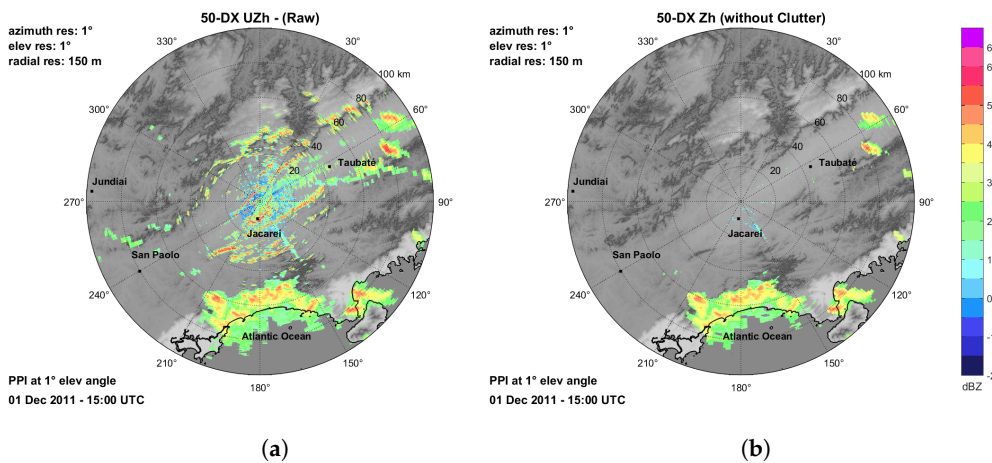 50-DX UZh - (Raw)
azimuth res: 1°
elev res: 1°
radial res: 150 m
330°
30°
300°
100 km
80
60°
60
40
Taubaté
20
Jundiai
270°
90°
Jacarei
San Paolo
240°
120°
Atlantic Ocean
210°
150°
180°
PPI at 1° elev angle
01 Dec 2011 - 15:00 UTC
(a)
50-DX Zh (without Clutter)
azimuth res: 1°
elev res: 1°
radial res: 150 m
330°
30°
300°
100 km
80
60°
60
40
Taubaté
20
Jundiai
270°
90°
Jacarei
San Paolo
240°
120°
Atlantic Ocean
210°
150°
180°
PPI at 1° elev angle
01 Dec 2011 - 15:00 UTC
(b)
dBZ